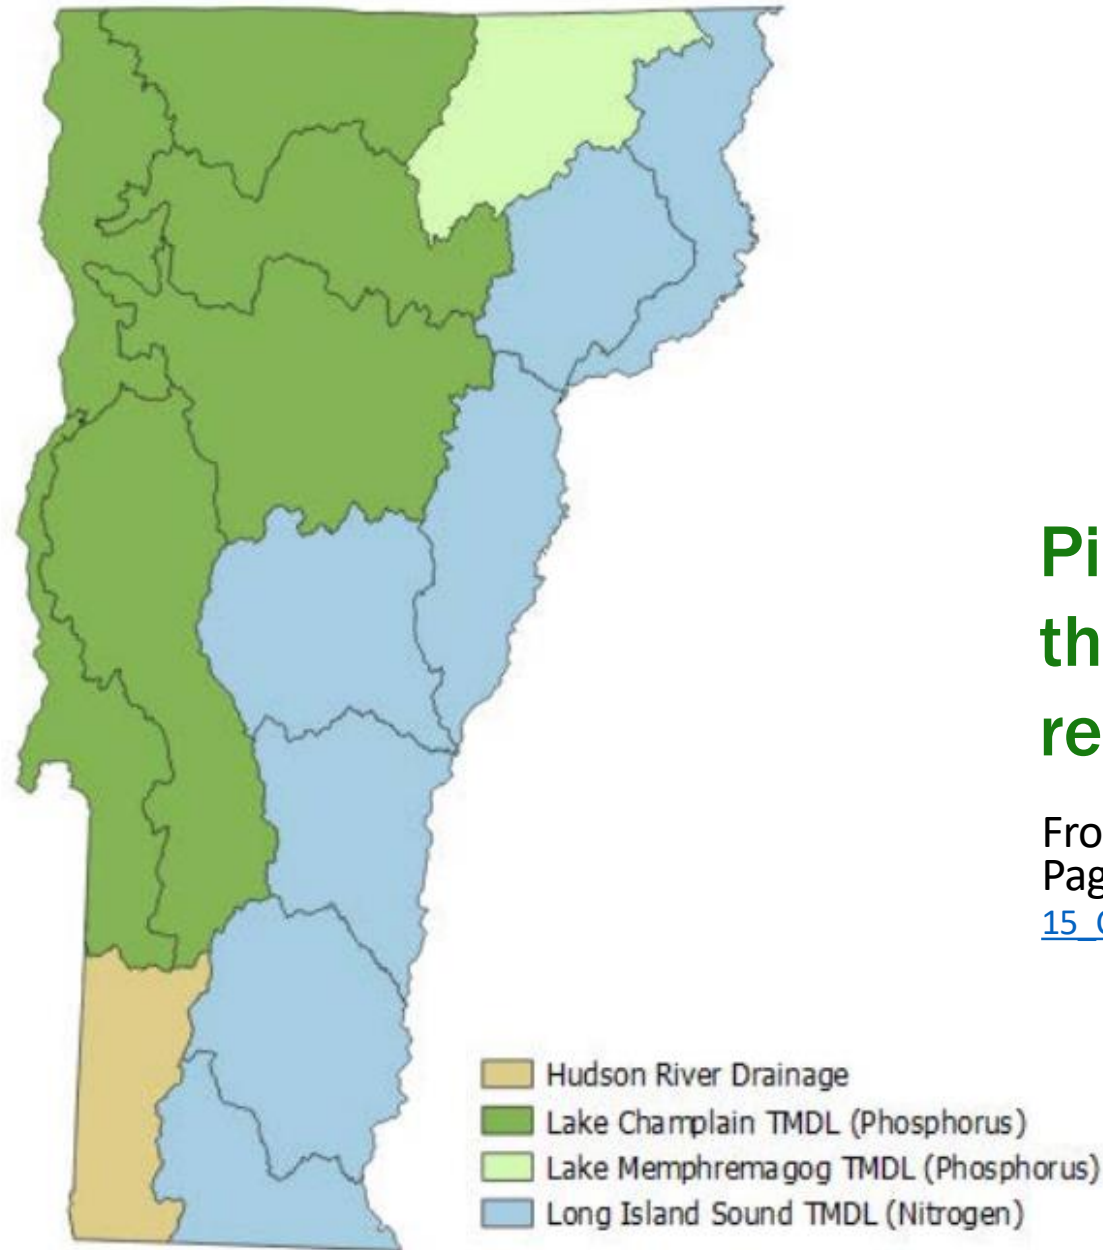 Pi
th
re
Fro
Pag
15_
Hudson River Drainage
Lake Champlain TMDL (Phosphorus)
Lake Memphremagog TMDL (Phosphorus)
Long Island Sound TMDL (Nitrogen)